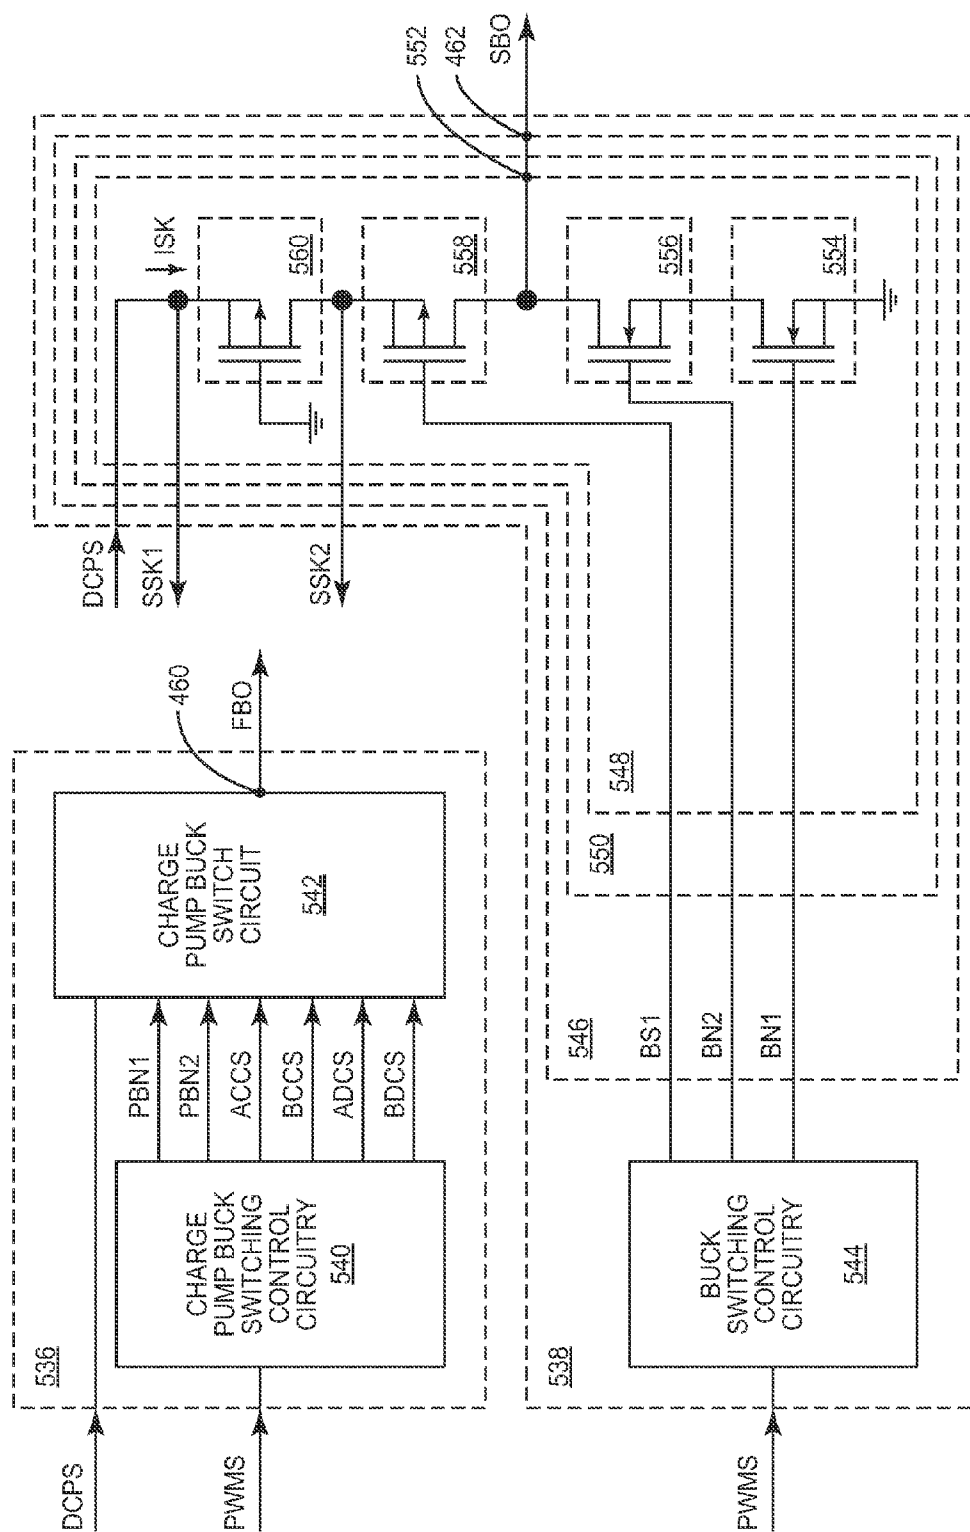 DCPS
PWMS
536
CHARGE
PUMP BUCK
SWITCHING
CONTROL
CIRCUITRY
540
PBN1
PBN2
ACCS
BCCS
ADCS
BDCS
CHARGE
PUMP BUCK
SWITCH
CIRCUIT
542
460
FBO
DCPS
SSK1
SSK2
ISK
560
558
556
554
552
462
SBO
548
550
546
BS1
BN2
BN1
538
BUCK
SWITCHING
CONTROL
CIRCUITRY
544
PWMS